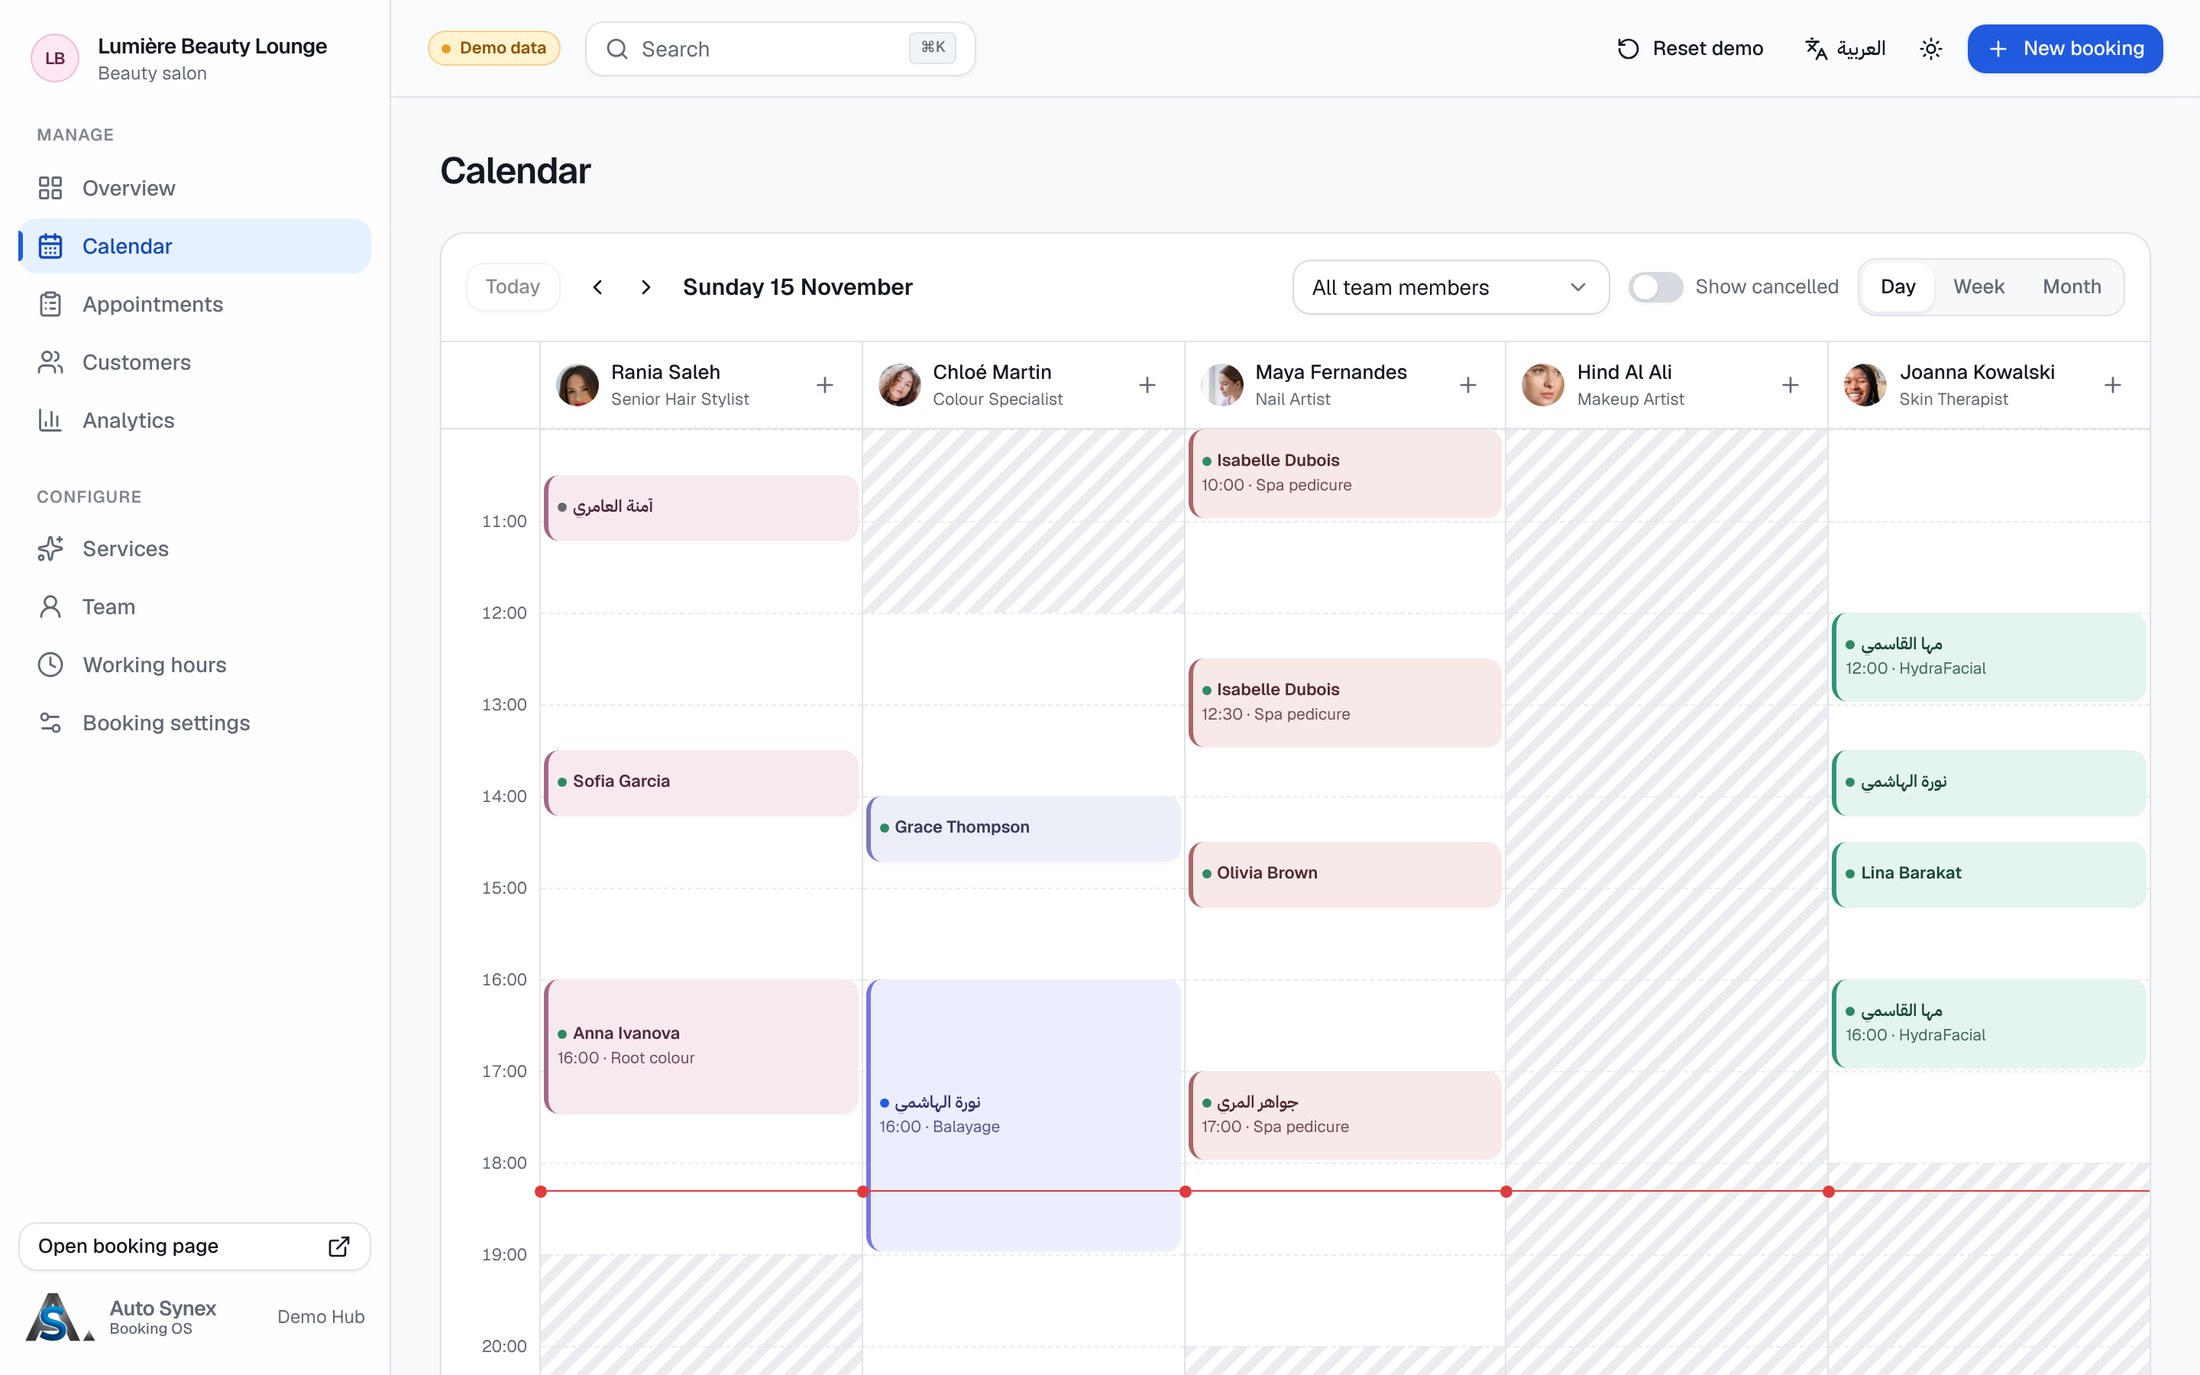 LB
Lumière Beauty Lounge
Beauty salon
MANAGE
Overview
Calendar
Appointments
Customers
Analytics
CONFIGURE
Services
Team
Working hours
Booking settings
Open booking page
Auto Synex
Booking OS
Demo Hub
Demo data
Search
⌘K
Reset demo
العربية
New booking
Calendar
Today
Sunday 15 November
All team members
Show cancelled
Day
Week
Month
Rania Saleh
Senior Hair Stylist
Chloé Martin
Colour Specialist
Maya Fernandes
Nail Artist
Hind Al Ali
Makeup Artist
Joanna Kowalski
Skin Therapist
11:00
12:00
13:00
14:00
15:00
16:00
17:00
18:00
19:00
20:00
آمنة العامري
Sofia Garcia
Anna Ivanova
16:00 · Root colour
Grace Thompson
نورة الهاشمي
16:00 · Balayage
Isabelle Dubois
10:00 · Spa pedicure
Isabelle Dubois
12:30 · Spa pedicure
Olivia Brown
جواهر المري
17:00 · Spa pedicure
مها القاسمي
12:00 · HydraFacial
نورة الهاشمي
Lina Barakat
مها القاسمي
16:00 · HydraFacial